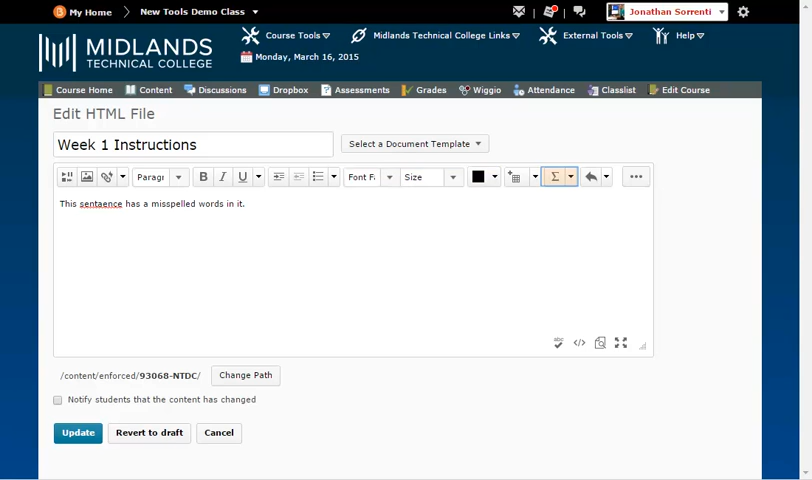 My Home
New Tools Demo Class
Jonathan Sorrenti
MIDLANDS
TECHNICAL COLLEGE
Course Tools
Midlands Technical College Links
External Tools
Help
Monday, March 16, 2015
Course Home
Content
Discussions
Dropbox
Assessments
Grades
Wiggio
Attendance
Classlist
Edit Course
Edit HTML File
Week 1 Instructions
Select a Document Template
Paragr
B
I
U
Font F
Size
Σ
This sentaence has a misspelled words in it.
abc
</>
/content/enforced/93068-NTDC/
Change Path
Notify students that the content has changed
Update
Revert to draft
Cancel